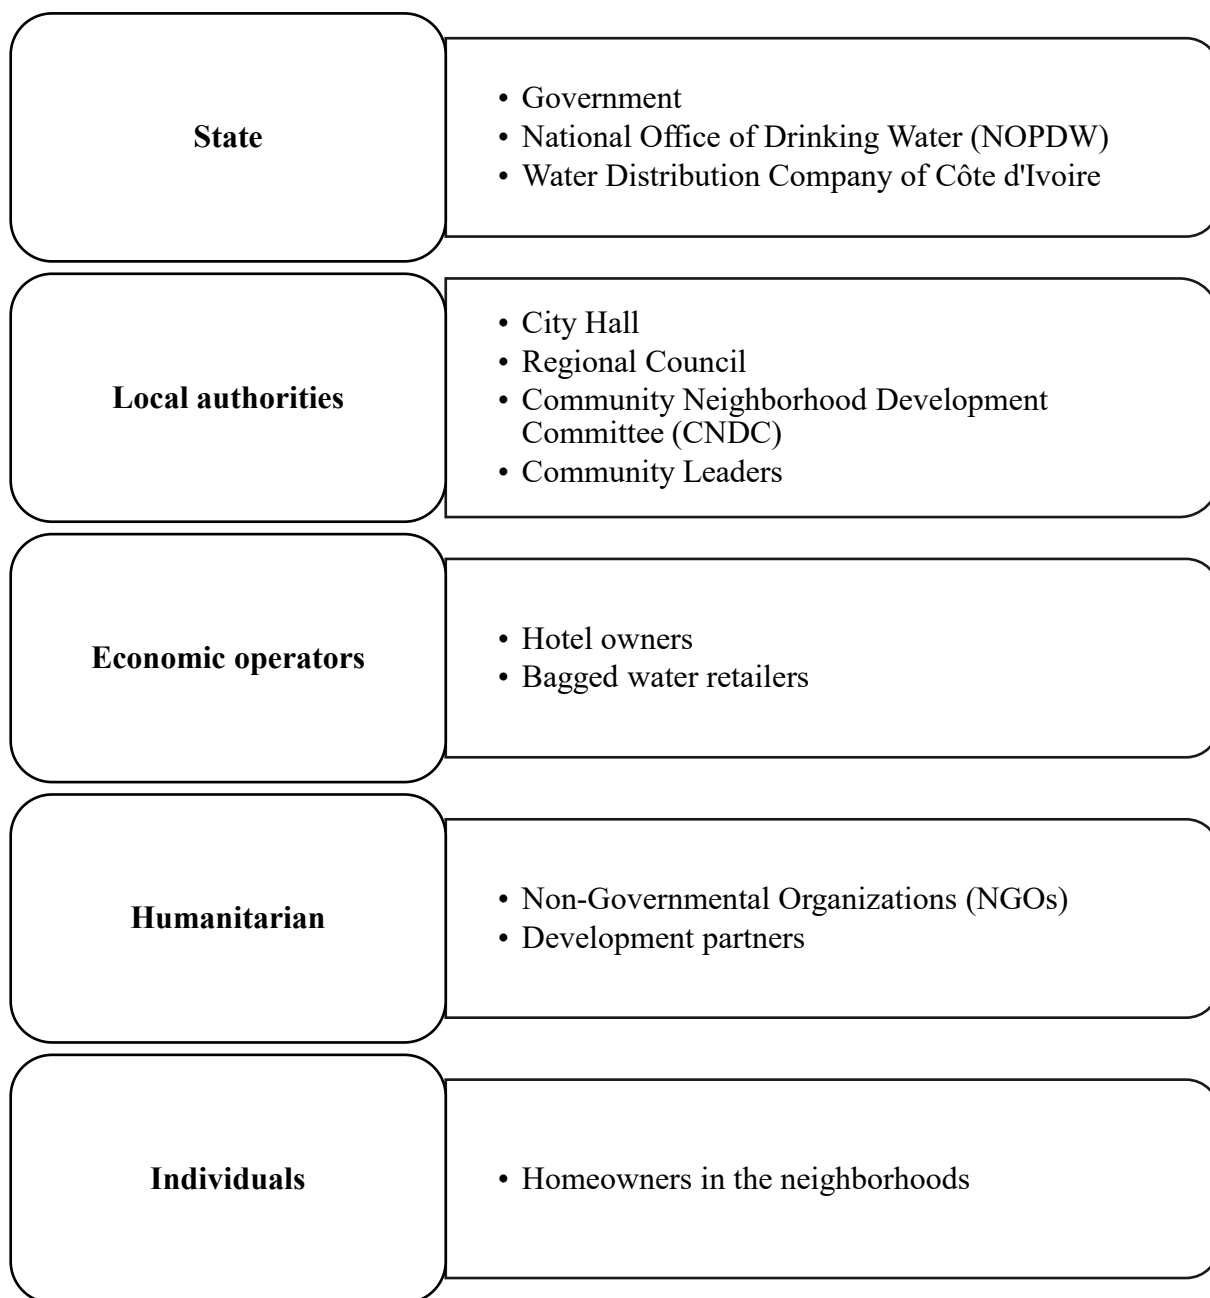 State
• Government
• National Office of Drinking Water (NOPDW)
• Water Distribution Company of Côte d'Ivoire
Local authorities
• City Hall
• Regional Council
• Community Neighborhood Development
Committee (CNDC)
• Community Leaders
Economic operators
• Hotel owners
• Bagged water retailers
Humanitarian
• Non-Governmental Organizations (NGOs)
• Development partners
Individuals
• Homeowners in the neighborhoods